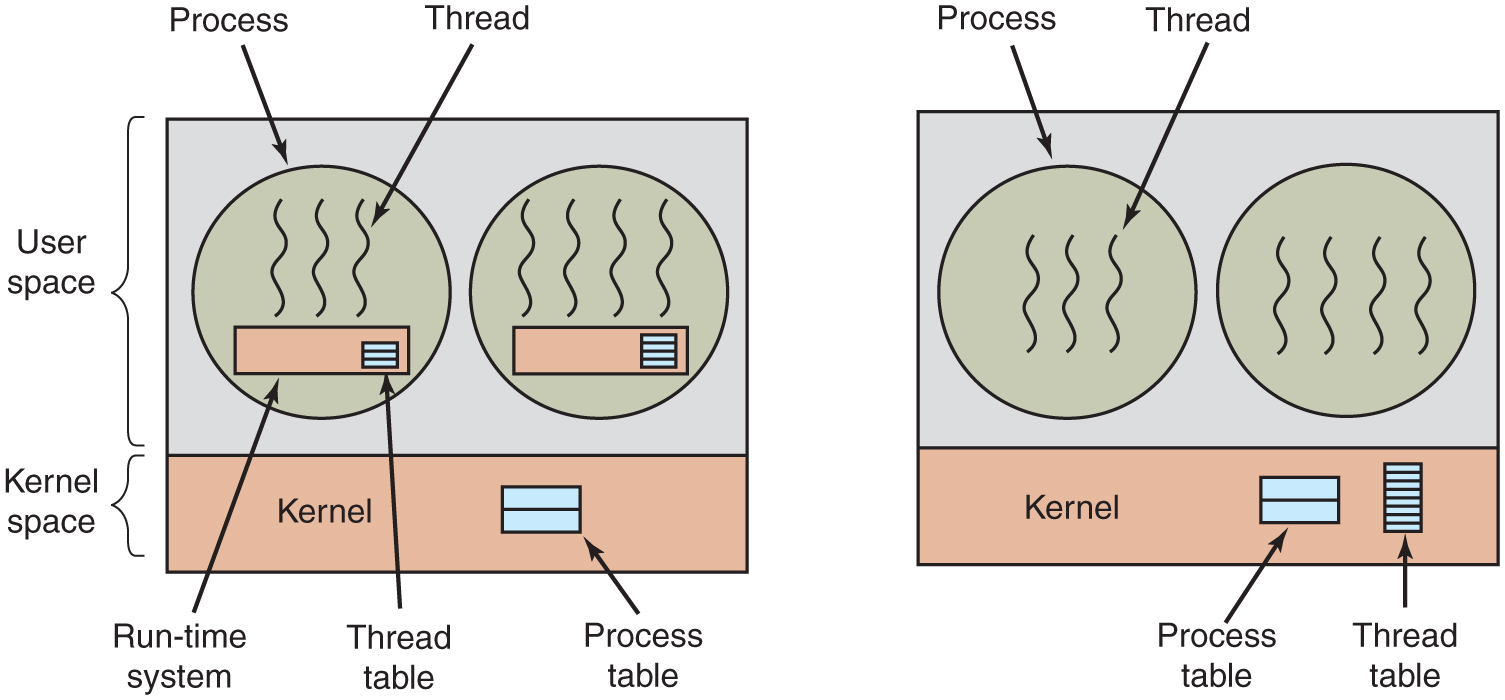 Process
Thread
User
space
Kernel
space
Kernel
Run-time
system
Thread
table
Process
table
Process
Thread
Kernel
Process
table
Thread
table